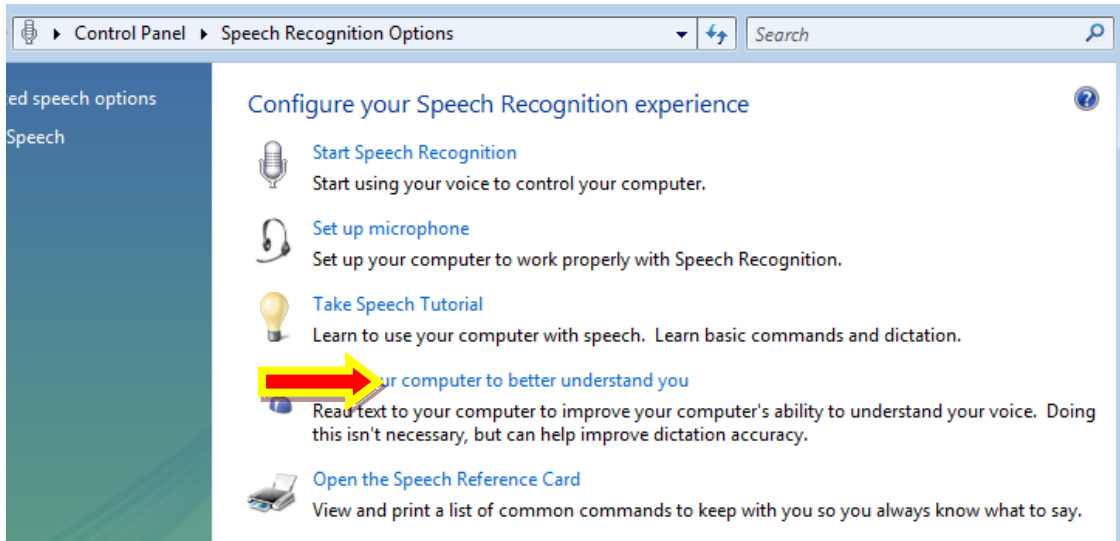 Control Panel Speech Recognition Options Search
ed speech options
Speech
Configure your Speech Recognition experience
Start Speech Recognition
Start using your voice to control your computer.
Set up microphone
Set up your computer to work properly with Speech Recognition.
Take Speech Tutorial
Learn to use your computer with speech. Learn basic commands and dictation.
ur computer to better understand you
Read text to your computer to improve your computer's ability to understand your voice. Doing
this isn't necessary, but can help improve dictation accuracy.
Open the Speech Reference Card
View and print a list of common commands to keep with you so you always know what to say.